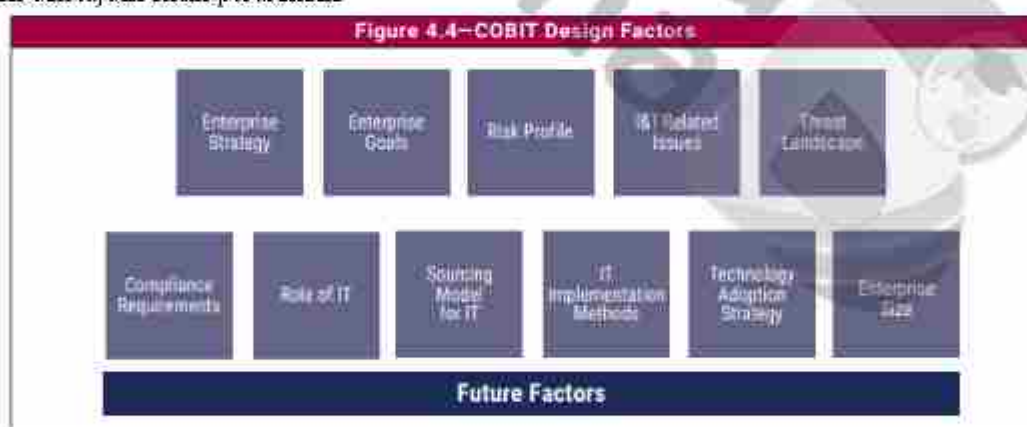 Figure 4.4—COBIT Design Factors
Enterprise
Strategy
Enterprise
Goals
Risk Profile
I&T Related
Issues
Threat
Landscape
Compliance
Requirements
Role of IT
Sourcing
Model
for IT
IT
Implementation
Methods
Technology
Adoption
Strategy
Enterprise
Size
Future Factors